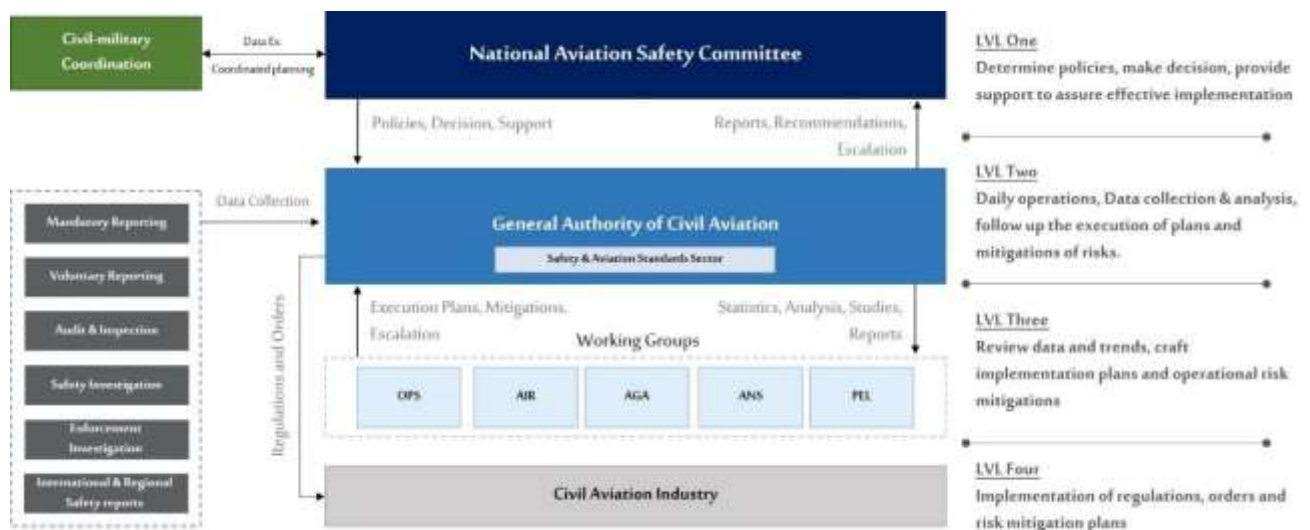 Civil-military
Coordination
Data Ex.
Coordinated planning
National Aviation Safety Committee
LVL One
Determine policies, make decision, provide
support to assure effective implementation
Policies, Decision, Support
Reports, Recommendations,
Escalation
Mandatory Reporting
Voluntary Reporting
Audit & Inspection
Safety Investigation
Enforcement
Investigation
International & Regional
Safety reports
Data Collection
General Authority of Civil Aviation
Safety & Aviation Standards Sector
LVL Two
Daily operations, Data collection & analysis,
follow up the execution of plans and
mitigations of risks.
Regulations and Orders
Execution Plans, Mitigations,
Escalation
Statistics, Analysis, Studies,
Reports
Working Groups
OPS
AIR
AGA
ANS
PEL
LVL Three
Review data and trends, craft
implementation plans and operational risk
mitigations
Civil Aviation Industry
LVL Four
Implementation of regulations, orders and
risk mitigation plans